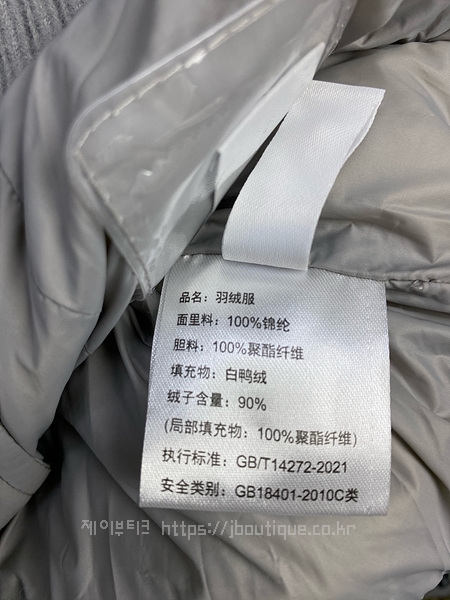 品名：羽绒服
面里料：100%锦纶
胆料：100%聚酯纤维
填充物：白鸭绒
绒子含量：90%
(局部填充物：100%聚酯纤维)
执行标准：GB/T14272-2021
安全类别：GB18401-2010C类
제이부티크 https://jboutique.co.kr